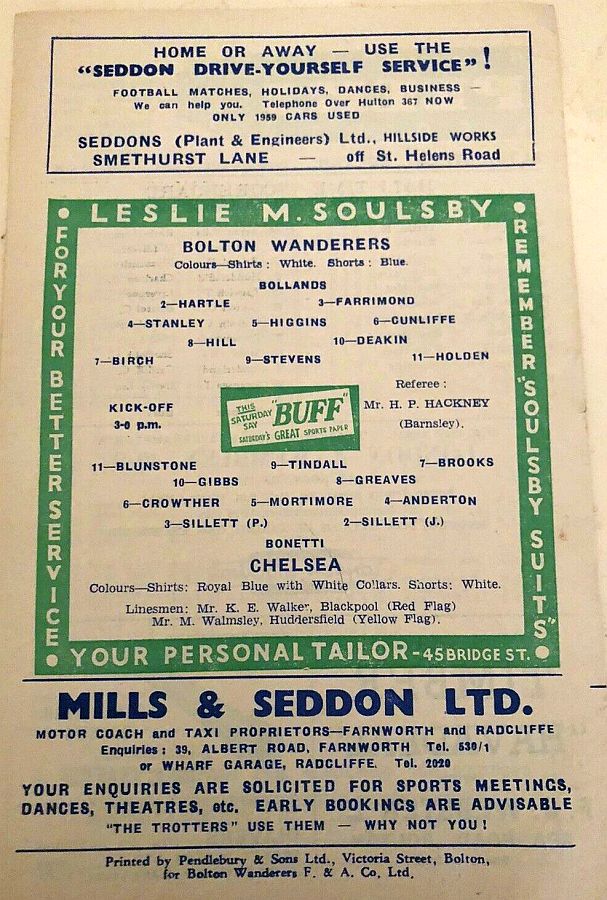 HOME OR AWAY — USE THE
"SEDDON DRIVE-YOURSELF SERVICE"!
FOOTBALL MATCHES, HOLIDAYS, DANCES, BUSINESS —
We can help you. Telephone Over Hulton 367 NOW
ONLY 1959 CARS USED
SEDDONS (Plant & Engineers) Ltd., HILLSIDE WORKS
SMETHURST LANE — off St. Helens Road
LESLIE M. SOULSBY
FOR YOUR BETTER SERVICE
REMEMBER "SOULSBY SUITS"
BOLTON WANDERERS
Colours—Shirts: White. Shorts: Blue.
BOLLANDS
2—HARTLE 3—FARRIMOND
4—STANLEY 5—HIGGINS 6—CUNLIFFE
8—HILL 10—DEAKIN
7—BIRCH 9—STEVENS 11—HOLDEN
KICK-OFF
3-0 p.m.
THIS SATURDAY SAY "BUFF"
SATURDAY'S GREAT SPORTS PAPER
Referee:
Mr. H. P. HACKNEY
(Barnsley).
11—BLUNSTONE 9—TINDALL 7—BROOKS
10—GIBBS 8—GREAVES
6—CROWTHER 5—MORTIMORE 4—ANDERTON
3—SILLETT (P.) 2—SILLETT (J.)
BONETTI
CHELSEA
Colours—Shirts: Royal Blue with White Collars. Shorts: White.
Linesmen: Mr. K. E. Walker, Blackpool (Red Flag)
Mr. M. Walmsley, Huddersfield (Yellow Flag).
YOUR PERSONAL TAILOR - 45 BRIDGE ST.
MILLS & SEDDON LTD.
MOTOR COACH and TAXI PROPRIETORS—FARNWORTH and RADCLIFFE
Enquiries: 39, ALBERT ROAD, FARNWORTH Tel. 530/1
or WHARF GARAGE, RADCLIFFE. Tel. 2020
YOUR ENQUIRIES ARE SOLICITED FOR SPORTS MEETINGS,
DANCES, THEATRES, etc. EARLY BOOKINGS ARE ADVISABLE
"THE TROTTERS" USE THEM — WHY NOT YOU!
Printed by Pendlebury & Sons Ltd., Victoria Street, Bolton,
for Bolton Wanderers F. & A. Co, Ltd.